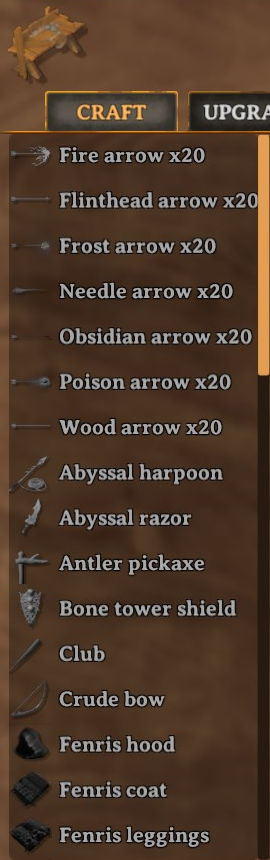 CRAFT
UPGRA
Fire arrow x20
Flinthead arrow x20
Frost arrow x20
Needle arrow x20
Obsidian arrow x20
Poison arrow x20
Wood arrow x20
Abyssal harpoon
Abyssal razor
Antler pickaxe
Bone tower shield
Club
Crude bow
Fenris hood
Fenris coat
Fenris leggings